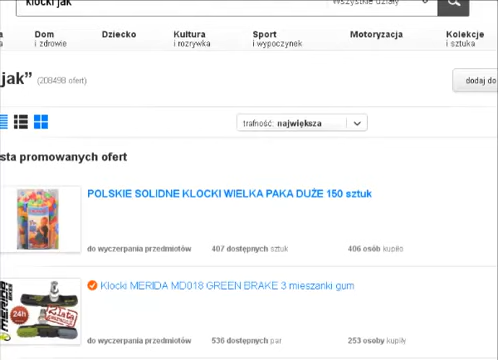 klocki jak
Wszystkie działy
Dom
i zdrowie
Dziecko
Kultura
i rozrywka
Sport
i wypoczynek
Motoryzacja
Kolekcje
i sztuka
jak” (208498 ofert)
dodaj do
trafność: największa
sta promowanych ofert
POLSKIE SOLIDNE KLOCKI WIELKA PAKA DUŻE 150 sztuk
do wyczerpania przedmiotów 407 dostępnych sztuk 406 osób kupiło
Klocki MERIDA MD018 GREEN BRAKE 3 mieszanki gum
MERIDA
24h
2 lata
do wyczerpania przedmiotów 536 dostępnych par 253 osoby kupiły